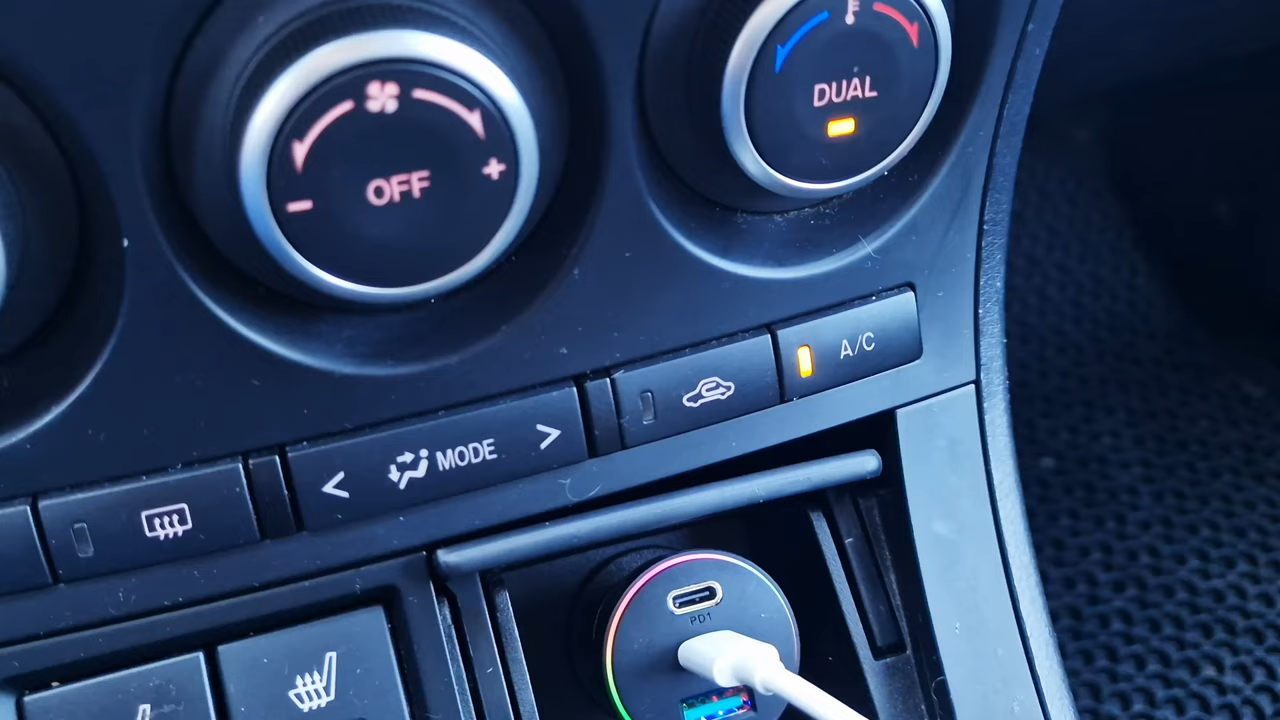 DUAL
OFF
- +
A/C
< MODE >
PD1